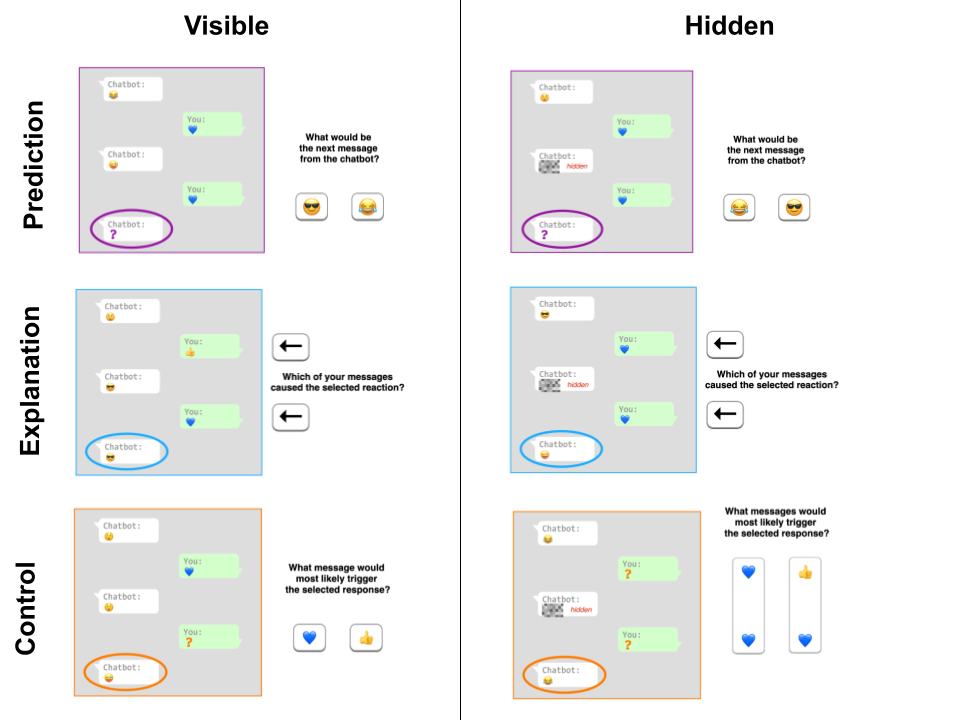 Visible
Hidden
Prediction
Chatbot:
You:
Chatbot:
You:
Chatbot:
?
What would be
the next message
from the chatbot?
Chatbot:
You:
Chatbot:
hidden
You:
Chatbot:
?
What would be
the next message
from the chatbot?
Explanation
Chatbot:
You:
Chatbot:
You:
Chatbot:
Which of your messages
caused the selected reaction?
Chatbot:
You:
Chatbot:
hidden
You:
Chatbot:
Which of your messages
caused the selected reaction?
Control
Chatbot:
You:
Chatbot:
You:
?
Chatbot:
What message would
most likely trigger
the selected response?
Chatbot:
You:
?
Chatbot:
hidden
You:
?
Chatbot:
What messages would
most likely trigger
the selected response?